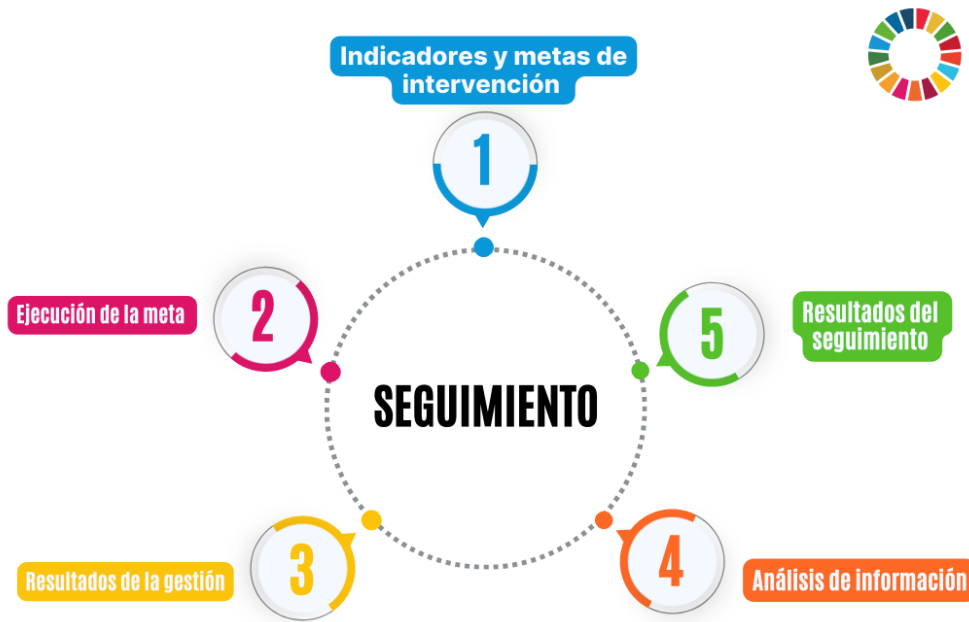 Indicadores y metas de
intervención
1
2
Ejecución de la meta
3
Resultados de la gestión
4
Análisis de información
5
Resultados del
seguimiento
SEGUIMIENTO